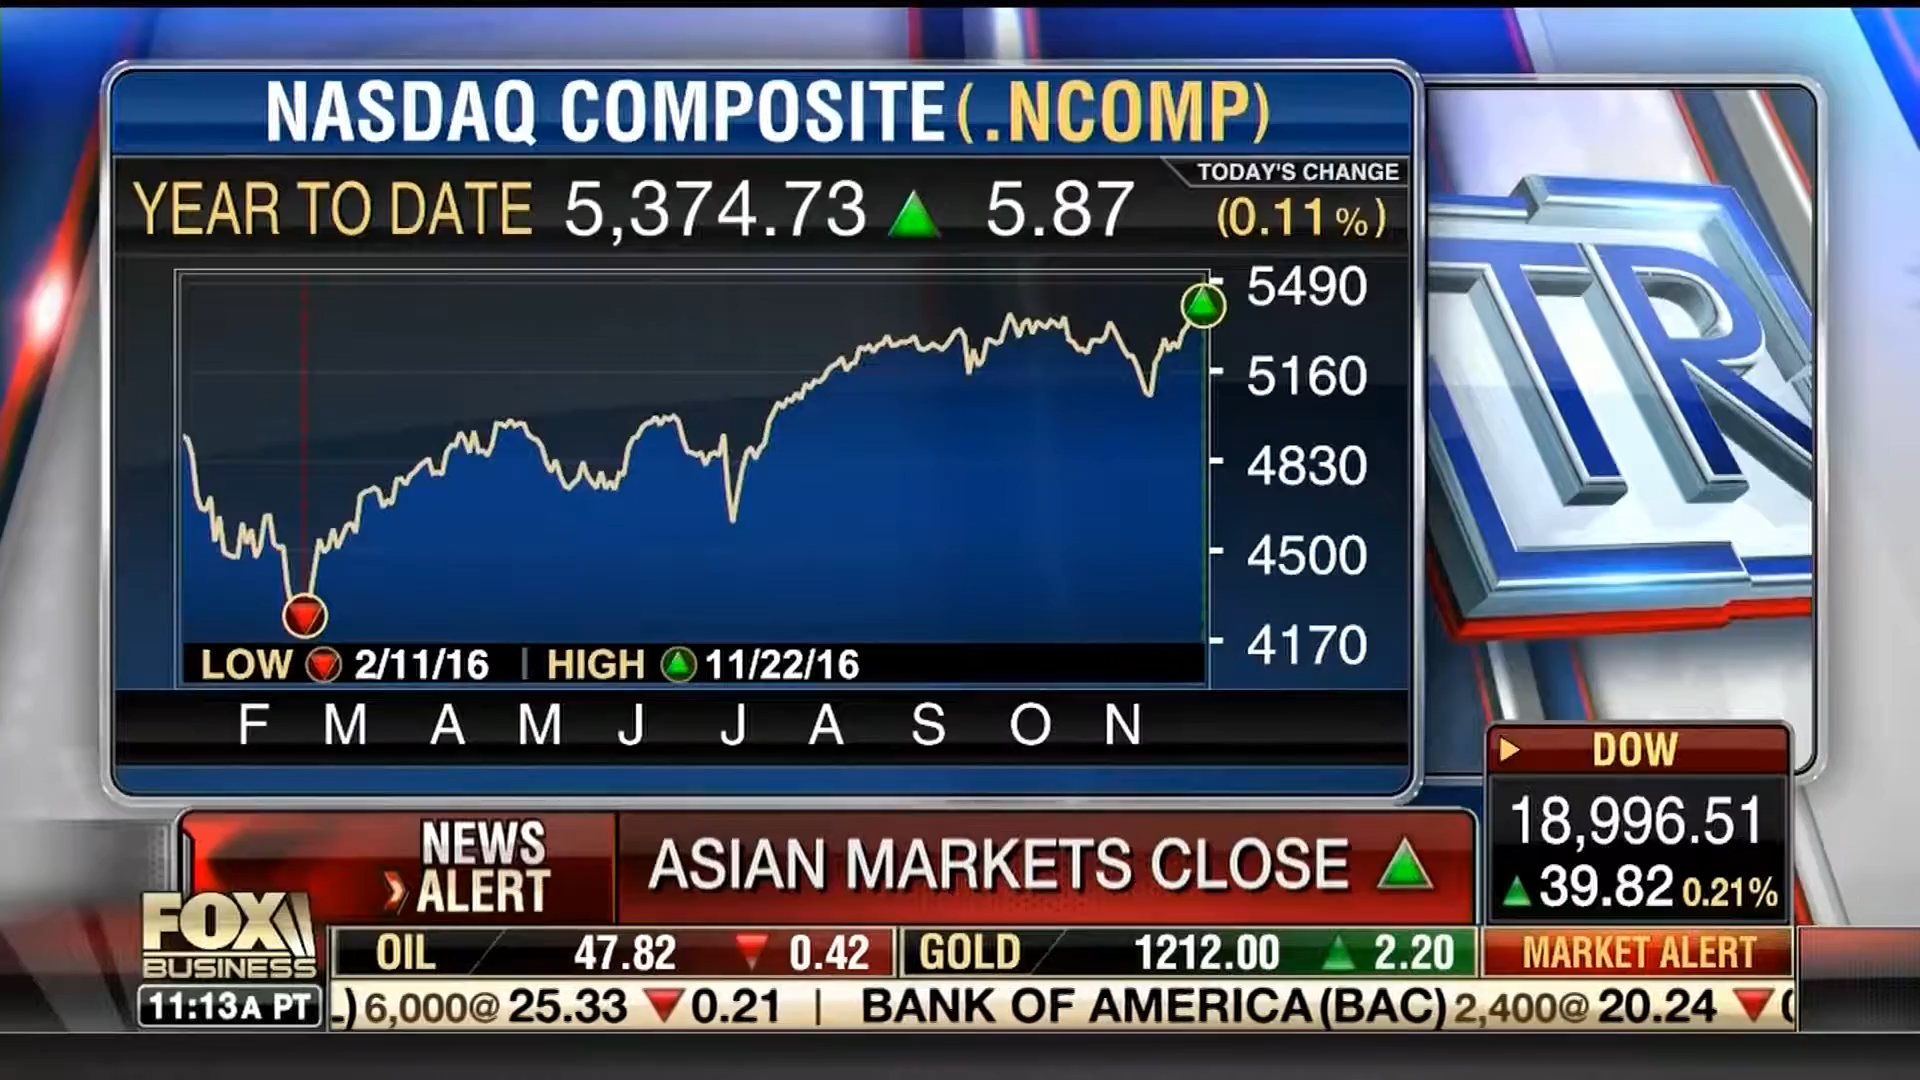 NASDAQ COMPOSITE (.NCOMP)
TODAY'S CHANGE
YEAR TO DATE 5,374.73 ▲ 5.87 (0.11%)
5490
5160
4830
4500
4170
LOW ▼ 2/11/16 | HIGH ▲ 11/22/16
F M A M J J A S O N
TR
DOW
18,996.51
▲ 39.82 0.21%
NEWS
ALERT
ASIAN MARKETS CLOSE ▲
FOX
BUSINESS
OIL 47.82 ▼ 0.42 GOLD 1212.00 ▲ 2.20 MARKET ALERT
11:13A PT
L) 6,000@ 25.33 ▼ 0.21 | BANK OF AMERICA (BAC) 2,400@ 20.24 ▼